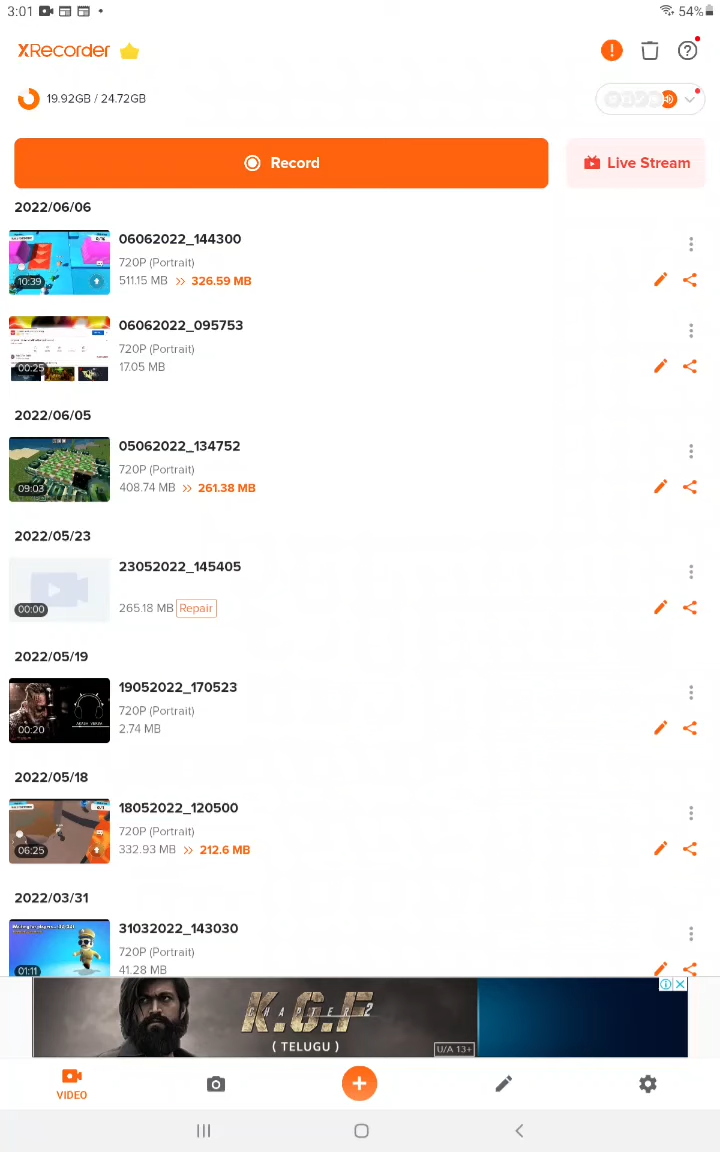 3:01
54%
XRecorder
19.92GB / 24.72GB
Record
Live Stream
2022/06/06
06062022_144300
720P (Portrait)
10:39
511.15 MB >> 326.59 MB
06062022_095753
720P (Portrait)
00:25
17.05 MB
2022/06/05
05062022_134752
720P (Portrait)
09:03
408.74 MB >> 261.38 MB
2022/05/23
23052022_145405
00:00
265.18 MB Repair
2022/05/19
19052022_170523
720P (Portrait)
00:20
2.74 MB
2022/05/18
18052022_120500
720P (Portrait)
06:25
332.93 MB >> 212.6 MB
2022/03/31
31032022_143030
720P (Portrait)
01:11
41.28 MB
K.G.F
CHAPTER 2
( TELUGU )
U/A 13+
VIDEO